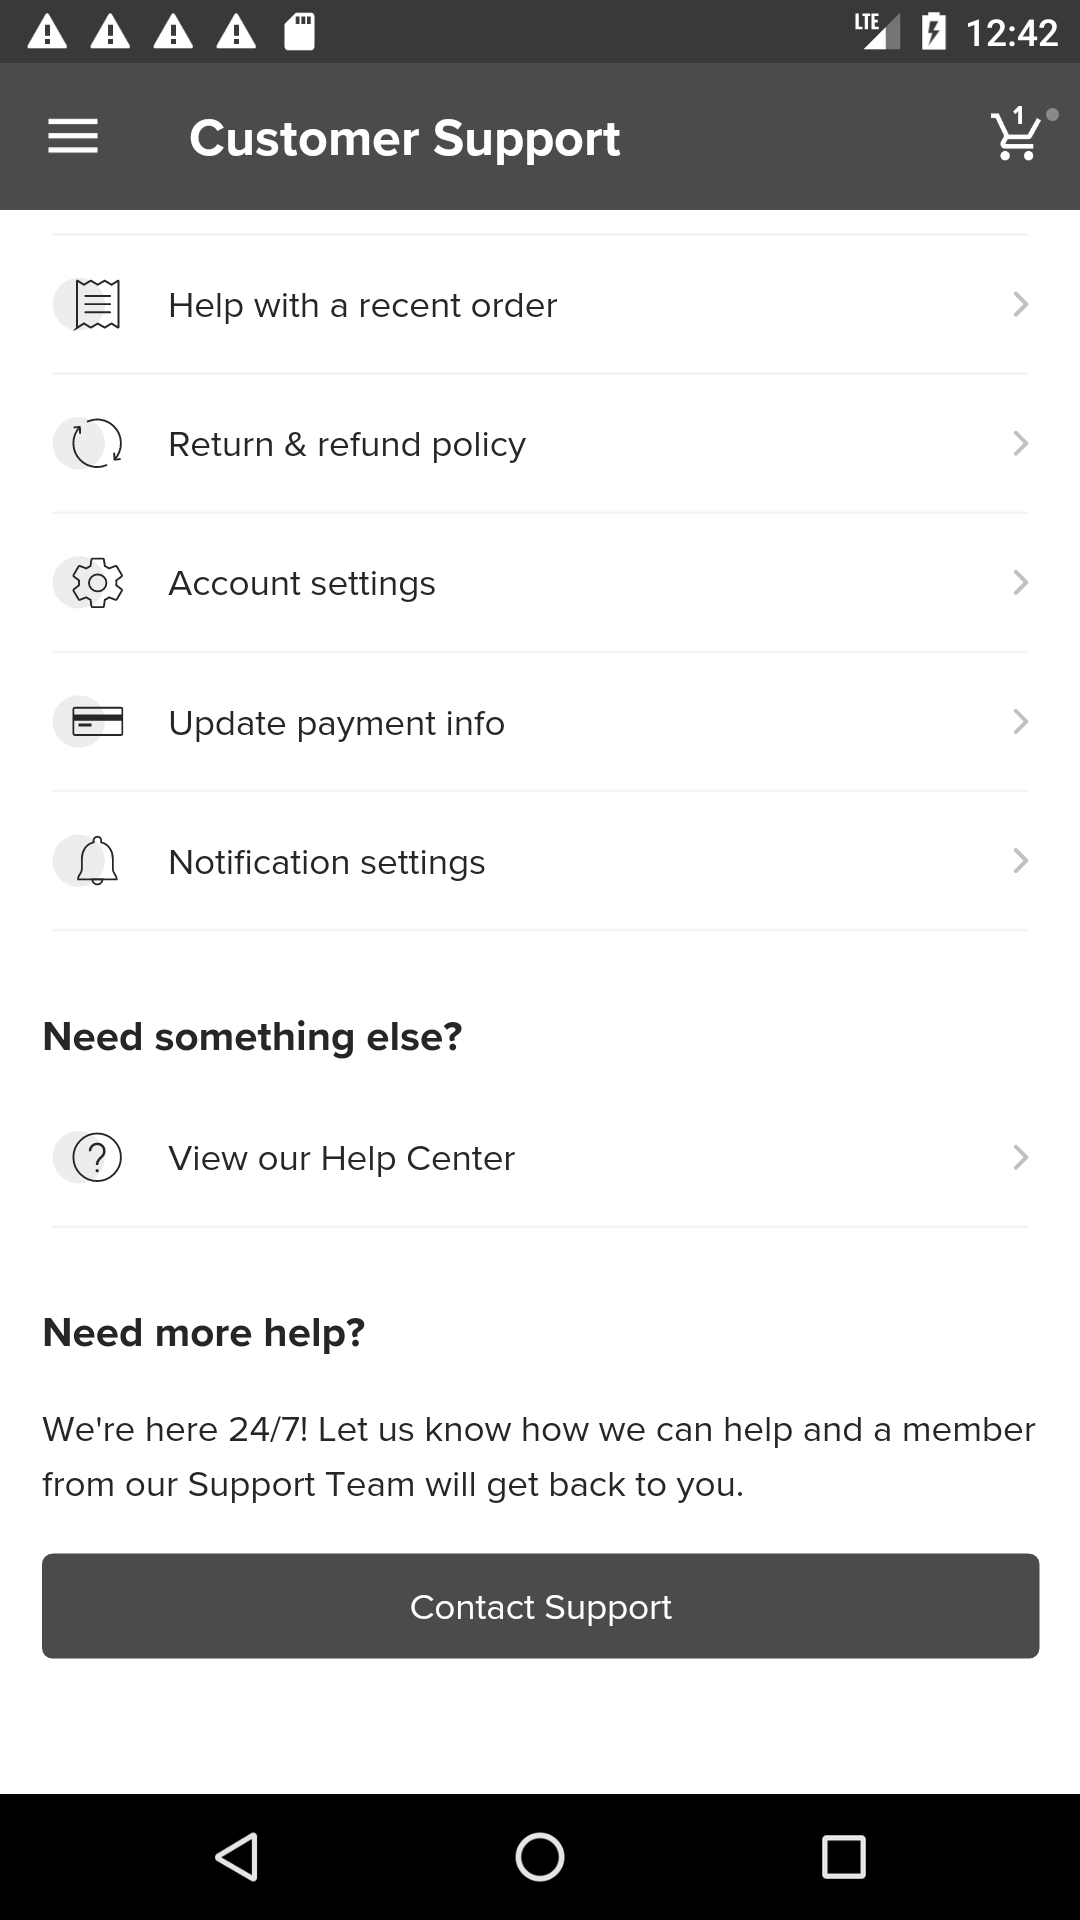 LTE 12:42
Customer Support
1
Help with a recent order
Return & refund policy
Account settings
Update payment info
Notification settings
Need something else?
View our Help Center
Need more help?
We're here 24/7! Let us know how we can help and a member
from our Support Team will get back to you.
Contact Support